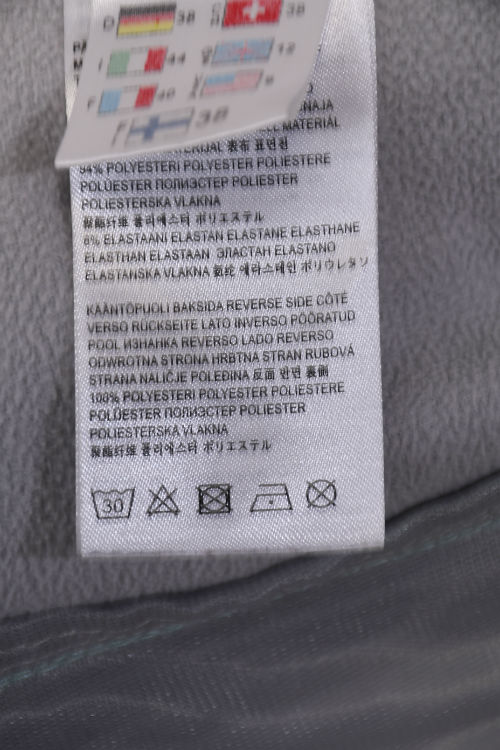 D 38
38
I 44
12
F 40
8
38
NAJA
MATERIAL
表布 표면천
94% POLYESTERI POLYESTER POLIESTERE
POLÜESTER ПОЛИЭСТЕР POLIESTER
POLIESTERSKA VLAKNA
聚酯纤维 폴리에스터 ポリエステル
6% ELASTAANI ELASTAN ELASTANE ELASTHANE
ELASTHAN ELASTAAN ЭЛАСТАН ELASTANO
ELASTANSKA VLAKNA 氨纶 에라스테인 ポリウレタン
KÄÄNTÖPUOLI BAKSIDA REVERSE SIDE CÔTÉ
VERSO RÜCKSEITE LATO INVERSO PÖÖRATUD
POOL ИЗНАНКА REVERSO LADO REVERSO
ODWROTNA STRONA HRBTNA STRAN RUBOVÁ
STRANA NALIČJE POLEĐINA 反面 반면 裏側
100% POLYESTERI POLYESTER POLIESTERE
POLÜESTER ПОЛИЭСТЕР POLIESTER
POLIESTERSKA VLAKNA
聚酯纤维 폴리에스터 ポリエステル
30